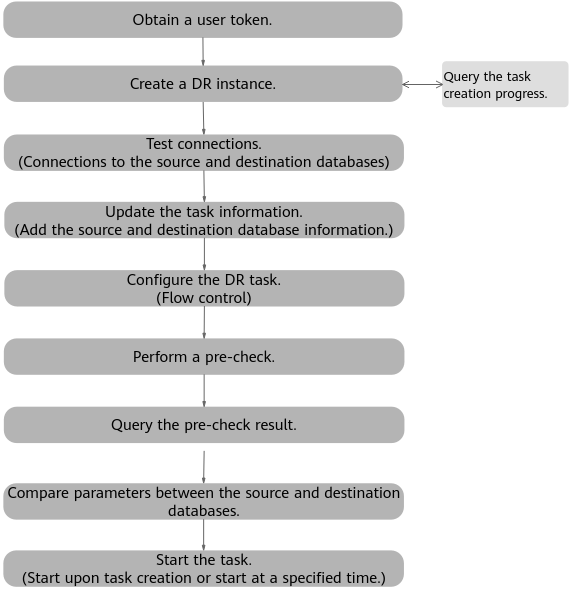 Obtain a user token.
Create a DR instance.
Query the task
creation progress.
Test connections.
(Connections to the source and destination databases)
Update the task information.
(Add the source and destination database information.)
Configure the DR task.
(Flow control)
Perform a pre-check.
Query the pre-check result.
Compare parameters between the source and destination
databases.
Start the task.
(Start upon task creation or start at a specified time.)